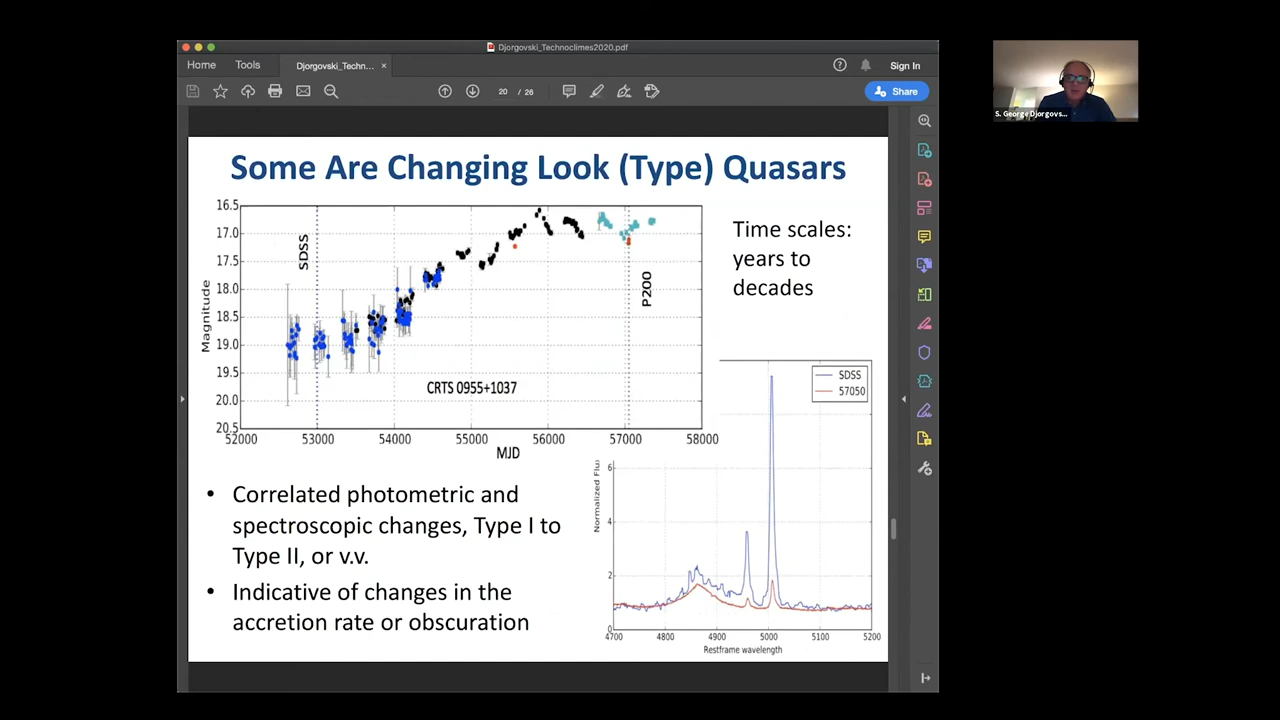 Djorgovski_Technoclimes2020.pdf
Home Tools Djorgovski_Techn... × Sign In
20 / 26 Share
S. George Djorgovs...
Some Are Changing Look (Type) Quasars
16.5
17.0
17.5
18.0
18.5
19.0
19.5
20.0
20.5
Magnitude
SDSS
P200
CRTS 0955+1037
52000 53000 54000 55000 56000 57000 58000
MJD
Time scales:
years to
decades
• Correlated photometric and
spectroscopic changes, Type I to
Type II, or v.v.
• Indicative of changes in the
accretion rate or obscuration
SDSS
57050
6
4
2
0
Normalized Flu
4700 4800 4900 5000 5100 5200
Restframe wavelength